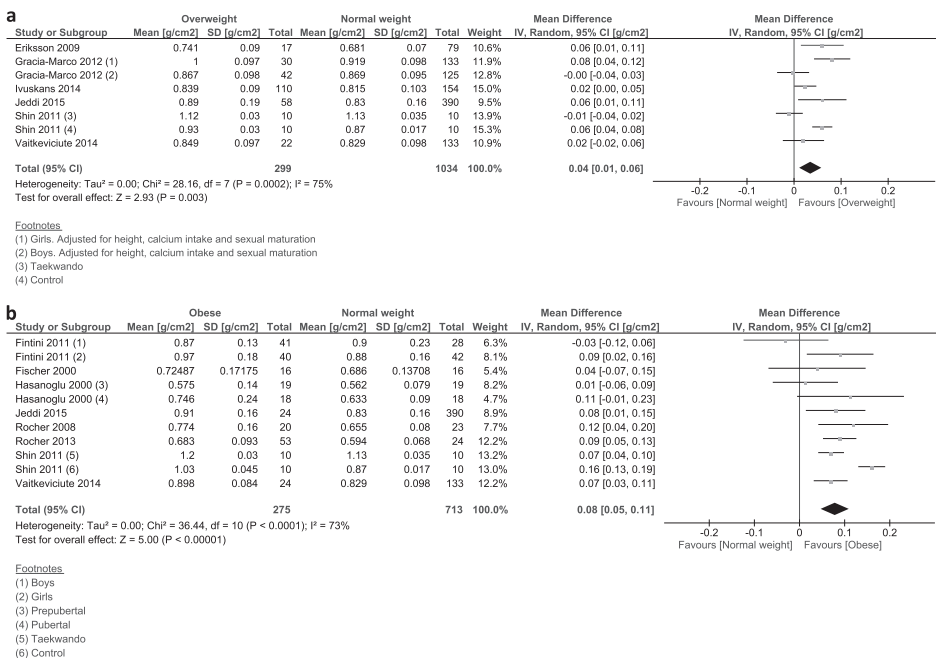 a
Overweight Normal weight Mean Difference Mean Difference
Study or Subgroup Mean [g/cm2] SD [g/cm2] Total Mean [g/cm2] SD [g/cm2] Total Weight IV, Random, 95% CI [g/cm2] IV, Random, 95% CI [g/cm2]
Eriksson 2009 0.741 0.09 17 0.681 0.07 79 10.6% 0.06 [0.01, 0.11]
Gracia-Marco 2012 (1) 1 0.097 30 0.919 0.098 133 11.9% 0.08 [0.04, 0.12]
Gracia-Marco 2012 (2) 0.867 0.098 42 0.869 0.095 125 12.9% -0.00 [-0.04, 0.03]
Ivuskans 2014 0.839 0.09 110 0.815 0.103 154 14.9% 0.02 [0.00, 0.05]
Jeddi 2015 0.89 0.19 58 0.83 0.16 390 9.5% 0.06 [0.01, 0.11]
Shin 2011 (3) 1.12 0.03 10 1.13 0.035 10 14.1% -0.01 [-0.04, 0.02]
Shin 2011 (4) 0.93 0.03 10 0.87 0.017 10 15.3% 0.06 [0.04, 0.08]
Vaitkeviciute 2014 0.849 0.097 22 0.829 0.098 133 10.8% 0.02 [-0.02, 0.06]
Total (95% CI) 299 1034 100.0% 0.04 [0.01, 0.06]
Heterogeneity: Tau² = 0.00; Chi² = 28.16, df = 7 (P = 0.0002); I² = 75%
Test for overall effect: Z = 2.93 (P = 0.003)
-0.2 -0.1 0 0.1 0.2
Favours [Normal weight] Favours [Overweight]
Footnotes
(1) Girls. Adjusted for height, calcium intake and sexual maturation
(2) Boys. Adjusted for height, calcium intake and sexual maturation
(3) Taekwando
(4) Control
b
Obese Normal weight Mean Difference Mean Difference
Study or Subgroup Mean [g/cm2] SD [g/cm2] Total Mean [g/cm2] SD [g/cm2] Total Weight IV, Random, 95% CI [g/cm2] IV, Random, 95% CI [g/cm2]
Fintini 2011 (1) 0.87 0.13 41 0.9 0.23 28 6.3% -0.03 [-0.12, 0.06]
Fintini 2011 (2) 0.97 0.18 40 0.88 0.16 42 8.1% 0.09 [0.02, 0.16]
Fischer 2000 0.72487 0.17175 16 0.686 0.13708 16 5.4% 0.04 [-0.07, 0.15]
Hasanoglu 2000 (3) 0.575 0.14 19 0.562 0.079 19 8.0% 0.01 [-0.06, 0.09]
Hasanoglu 2000 (4) 0.746 0.24 18 0.633 0.09 18 4.7% 0.11 [-0.01, 0.23]
Jeddi 2015 0.91 0.16 24 0.83 0.16 390 8.9% 0.08 [0.01, 0.15]
Rocher 2008 0.774 0.16 20 0.655 0.08 23 7.7% 0.12 [0.04, 0.20]
Rocher 2013 0.683 0.093 53 0.594 0.068 24 12.2% 0.09 [0.05, 0.13]
Shin 2011 (5) 1.2 0.03 10 1.13 0.035 10 13.4% 0.07 [0.04, 0.10]
Shin 2011 (6) 1.03 0.045 10 0.87 0.017 10 13.0% 0.16 [0.13, 0.19]
Vaitkeviciute 2014 0.898 0.084 24 0.829 0.098 133 12.2% 0.07 [0.03, 0.11]
Total (95% CI) 275 713 100.0% 0.08 [0.05, 0.11]
Heterogeneity: Tau² = 0.00; Chi² = 36.44, df = 10 (P < 0.0001); I² = 73%
Test for overall effect: Z = 5.00 (P < 0.00001)
-0.2 -0.1 0 0.1 0.2
Favours [Normal weight] Favours [Obese]
Footnotes
(1) Boys
(2) Girls
(3) Prepubertal
(4) Pubertal
(5) Taekwando
(6) Control